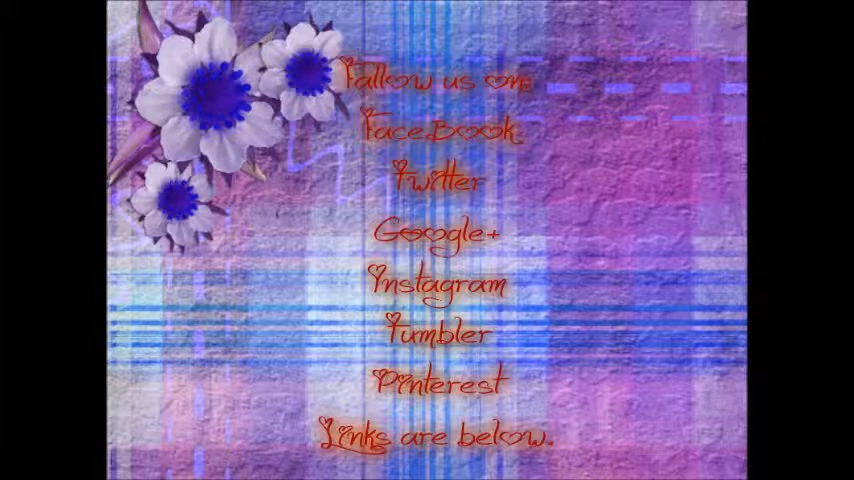 Follow us on:
FaceBook
Twitter
Google+
Instagram
Tumbler
Pinterest
Links are below.